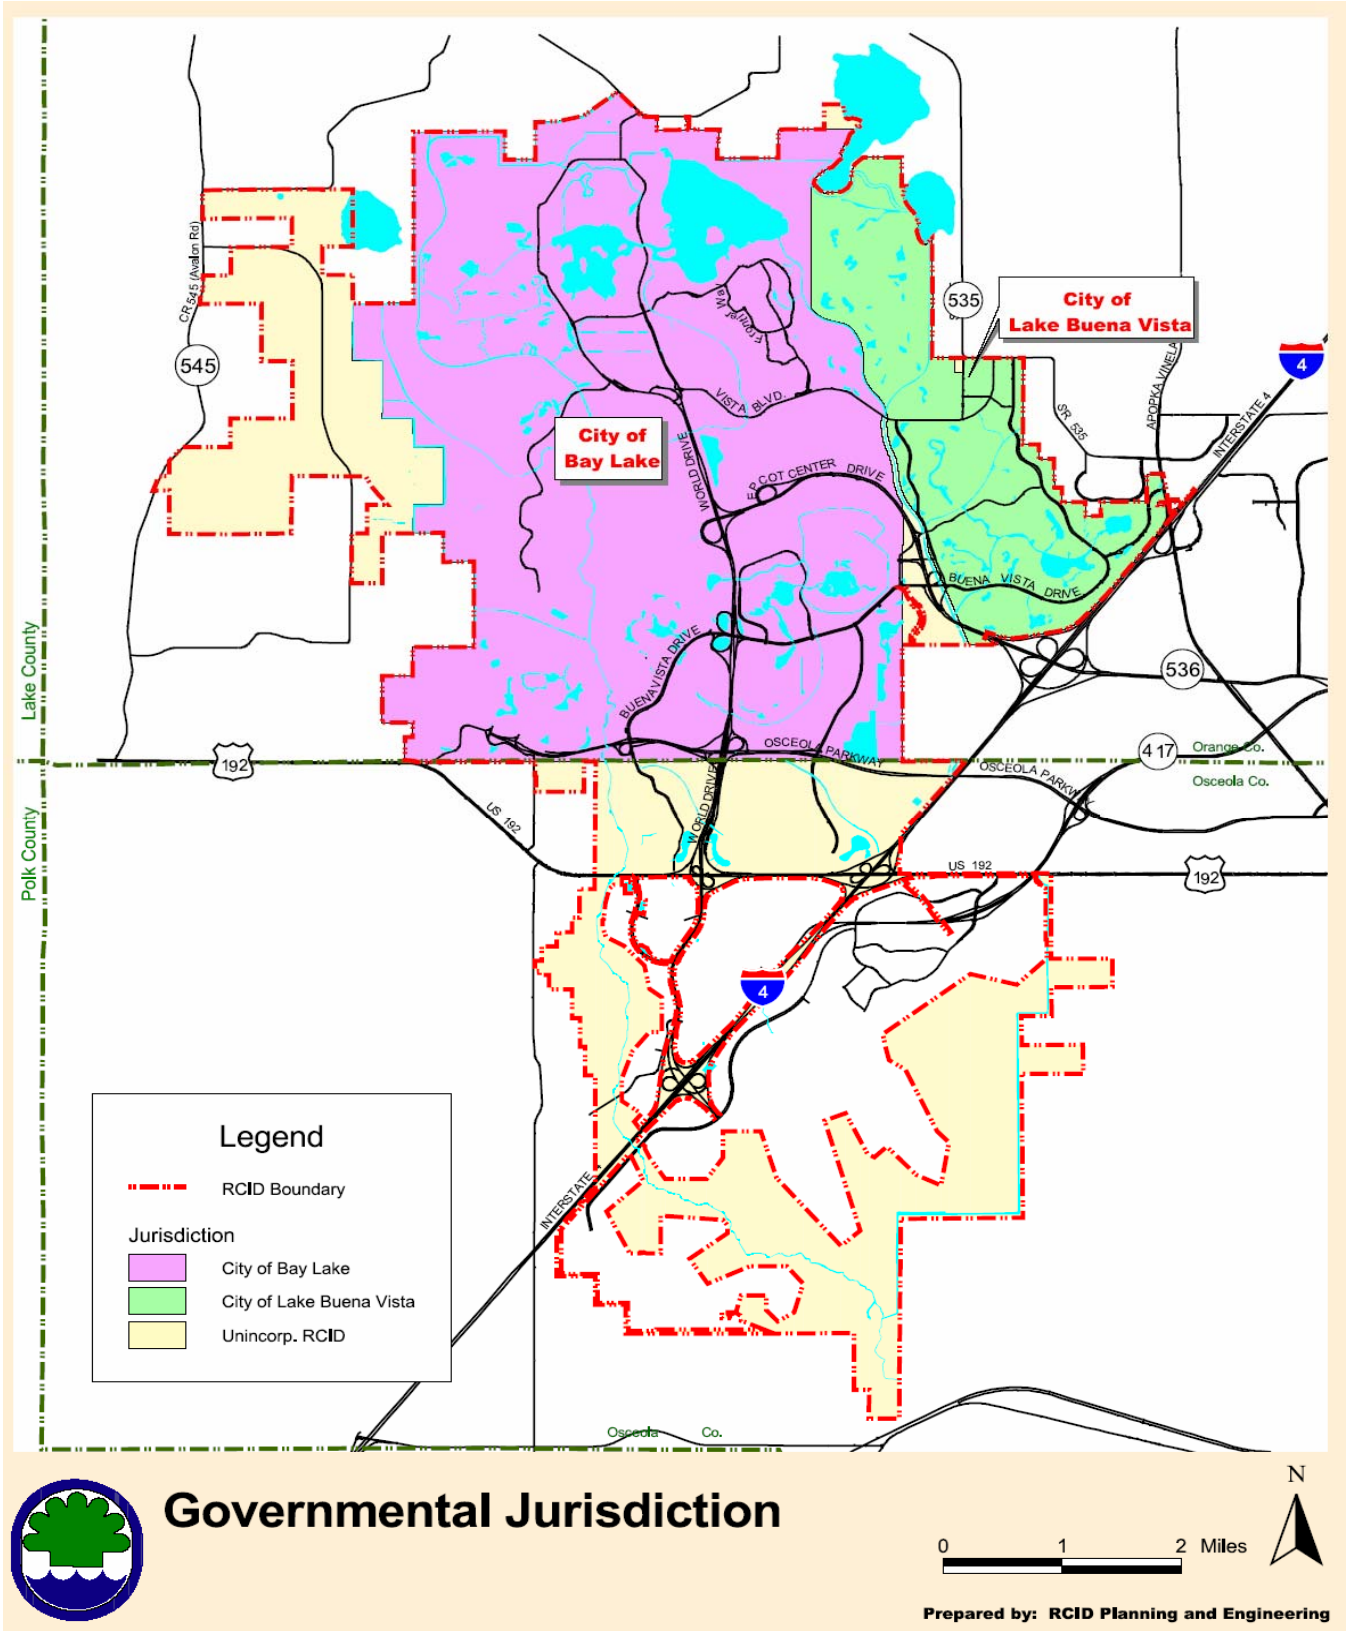 CR 545 (Avalon Rd)
545
535
City of
Lake Buena Vista
4
APOPKA VINELA
SR 535
INTERSTATE 4
VISTA BLVD.
City of
Bay Lake
WORLD DRIVE
EPCOT CENTER DRIVE
BUENA VISTA DRIVE
Lake County
BUENA VISTA DRIVE
536
192
OSCEOLA PARKWAY
417
Orange Co.
OSCEOLA PARKWAY
Osceola Co.
Polk County
US 192
WORLD DRIVE
US 192
192
4
INTERSTATE
Legend
RCID Boundary
Jurisdiction
City of Bay Lake
City of Lake Buena Vista
Unincorp. RCID
Osceola Co.
Governmental Jurisdiction
N
0 1 2 Miles
Prepared by: RCID Planning and Engineering